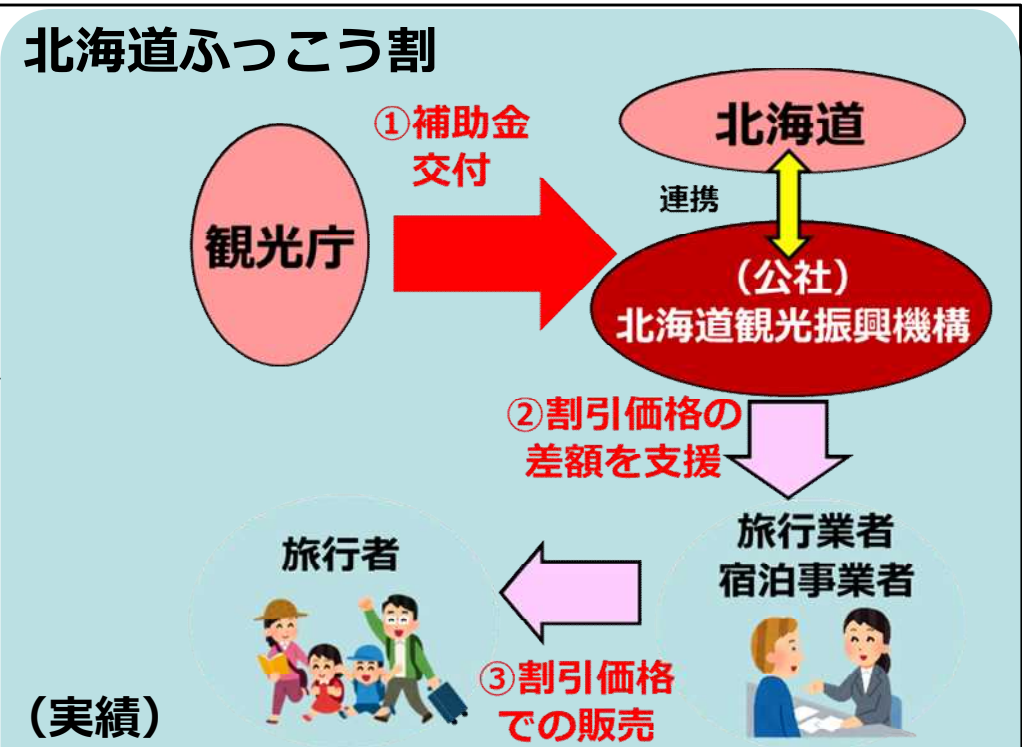 北海道ふっこう割
①補助金
交付
北海道
観光庁
連携
(公社)
北海道観光振興機構
②割引価格の
差額を支援
旅行業者
宿泊事業者
旅行者
③割引価格
での販売
(実績)